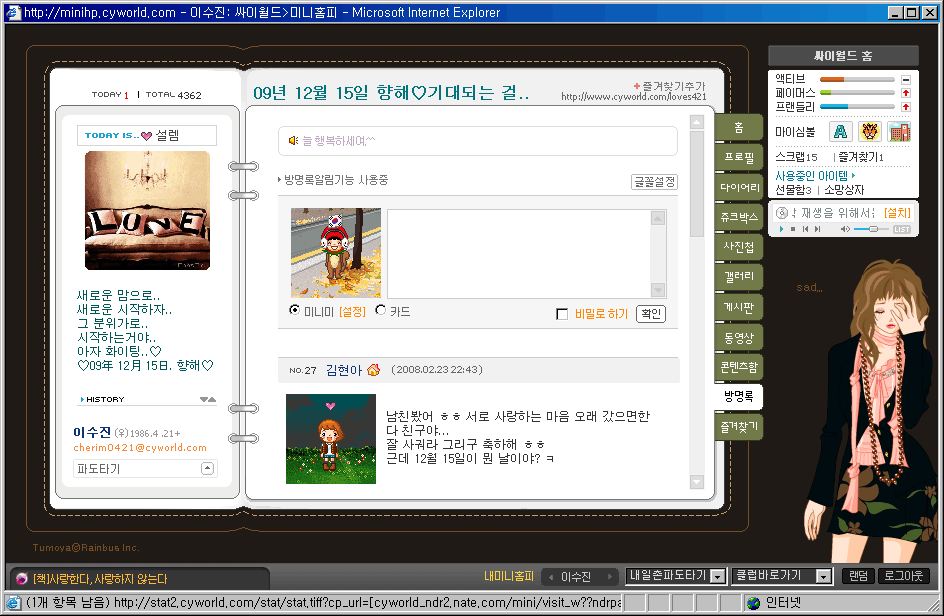 http://minihp.cyworld.com - 이수진: 싸이월드>미니홈피 - Microsoft Internet Explorer
TODAY 1 | TOTAL 4362
09년 12월 15일 향해♡기대되는 걸..
+즐겨찾기추가
http://www.cyworld.com/loves421
TODAY IS..♥ 설렘
LOVE
새로운 맘으로..
새로운 시작하자..
그 분위가로..
시작하는거야..
아자 화이팅..♡
♡09年 12월 15日. 향해♡
HISTORY
이수진 (우)1986.4 .21+
cherim0421@cyworld.com
파도타기
늘 행복하세여.^^
방명록알림기능 사용중
글꼴설정
미니미 [설정]
카드
비밀로 하기
확인
NO.27 김현아 (2008.02.23 22:43)
남친봤어 ㅎㅎ 서로 사랑하는 마음 오래 갔으면한
다 친구야...
잘 사궈라 그리구 축하해 ㅎㅎ
근데 12월 15일이 뭔 날이야? ㅋ
홈
프로필
다이어리
쥬크박스
사진첩
갤러리
게시판
동영상
콘텐츠함
방명록
즐겨찾기
싸이월드 홈
액티브
페이머스
프랜들리
마이심볼
A
스크랩15 | 즐겨찾기1
사용중인 아이템
선물함3 | 소망상자
재생을 위해서;
[설치]
LIST
sad...
Tumoya©Rainbus Inc.
[책]사랑한다, 사랑하지 않는다
내미니홈피
이수진
내일촌파도타기
클럽바로가기
랜덤
로그아웃
(1개 항목 남음) http://stat2.cyworld.com/stat/stat.tiff?cp_url=[cyworld_ndr2.nate.com/mini/visit_w??ndrpa
인터넷